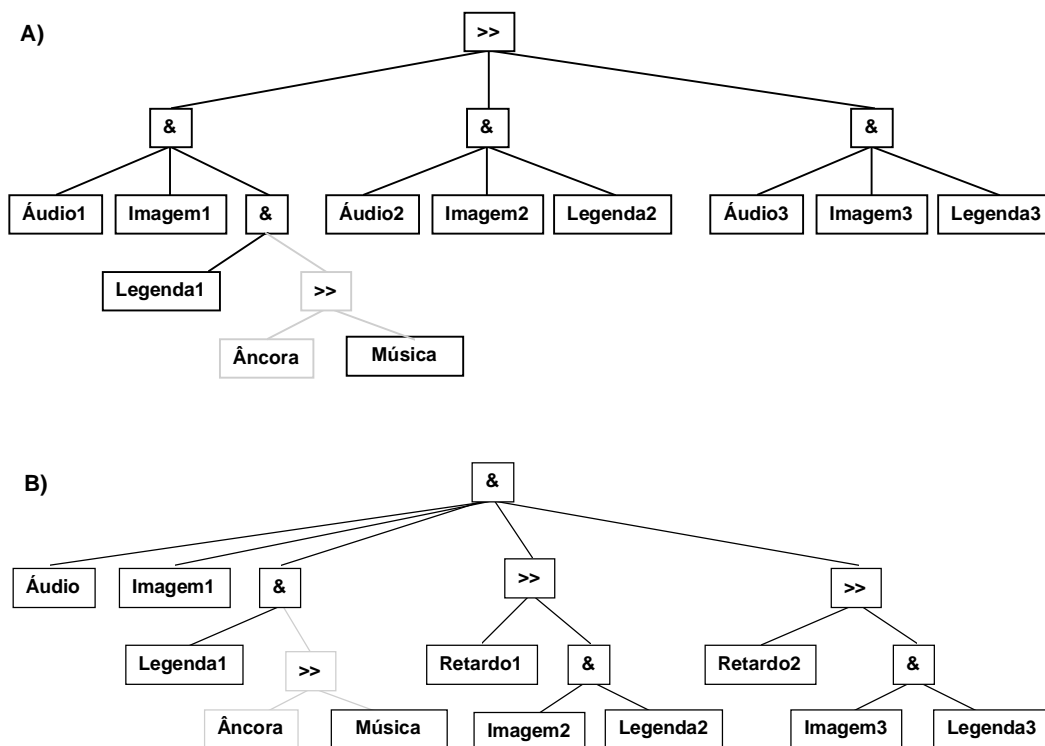 A)
>>
& & &
Áudio1 Imagem1 & Áudio2 Imagem2 Legenda2 Áudio3 Imagem3 Legenda3
Legenda1 >>
Âncora Música
B)
&
Áudio Imagem1 & >> >>
Legenda1 >> Retardo1 & Retardo2 &
Âncora Música Imagem2 Legenda2 Imagem3 Legenda3